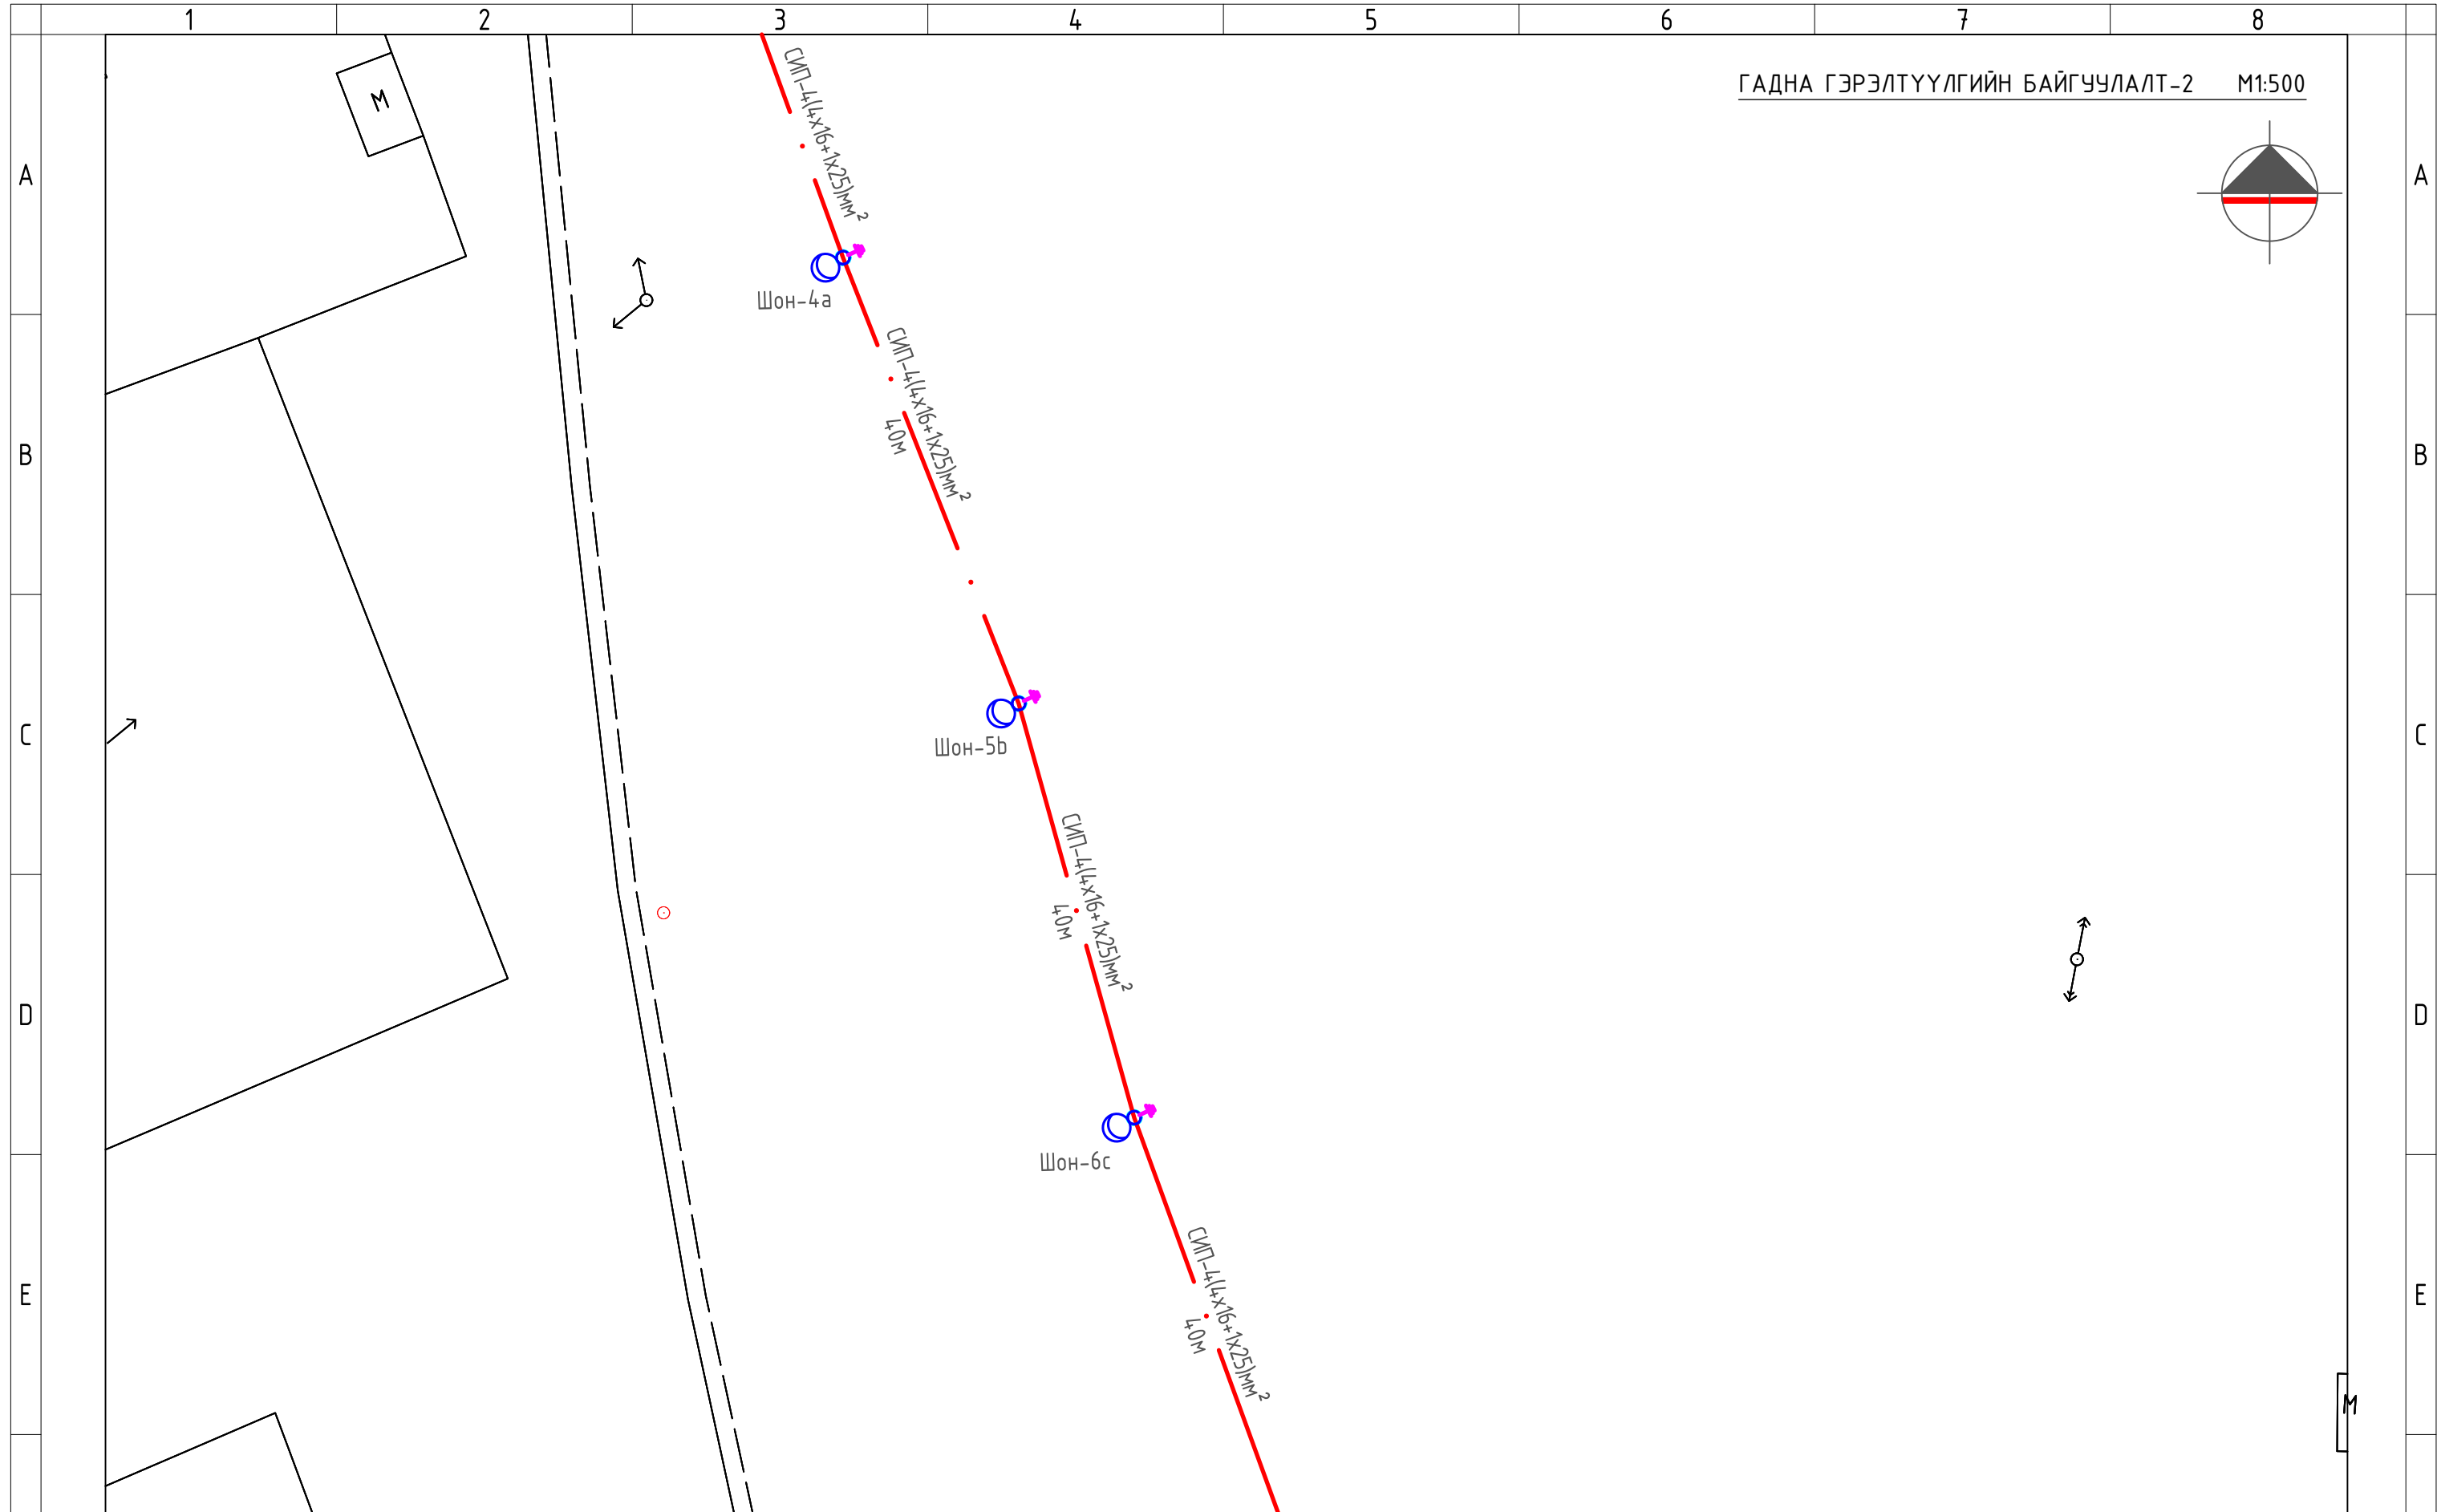 1 2 3 4 5 6 7 8
ГАДНА ГЭРЭЛТҮҮЛГИЙН БАЙГУУЛАЛТ-2 М1:500
М
СИП-4(4х16+1х25)мм²
A A
Шон-4a
СИП-4(4х16+1х25)мм²
40м
B B
Шон-5b
C C
СИП-4(4х16+1х25)мм²
40м
D D
Шон-6c
СИП-4(4х16+1х25)мм²
40м
E E
М